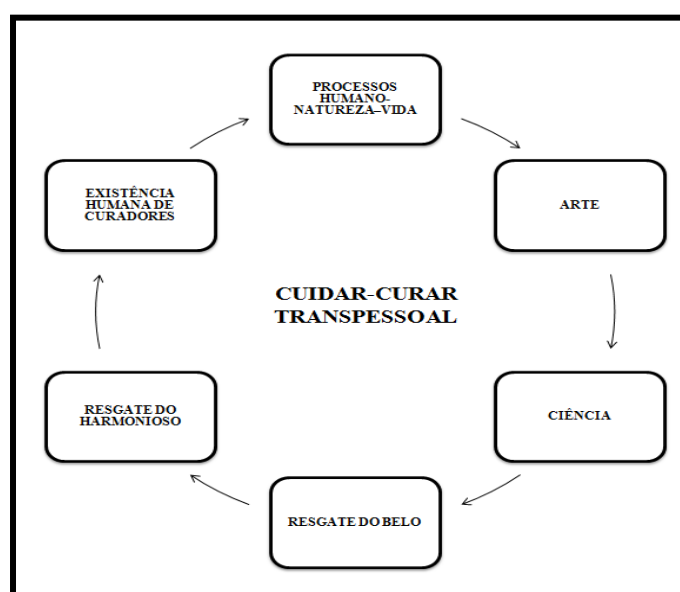 PROCESSOS
HUMANO-
NATUREZA–VIDA
ARTE
CIÊNCIA
RESGATE DO BELO
RESGATE DO
HARMONIOSO
EXISTÊNCIA
HUMANA DE
CURADORES
CUIDAR-CURAR
TRANSPESSOAL